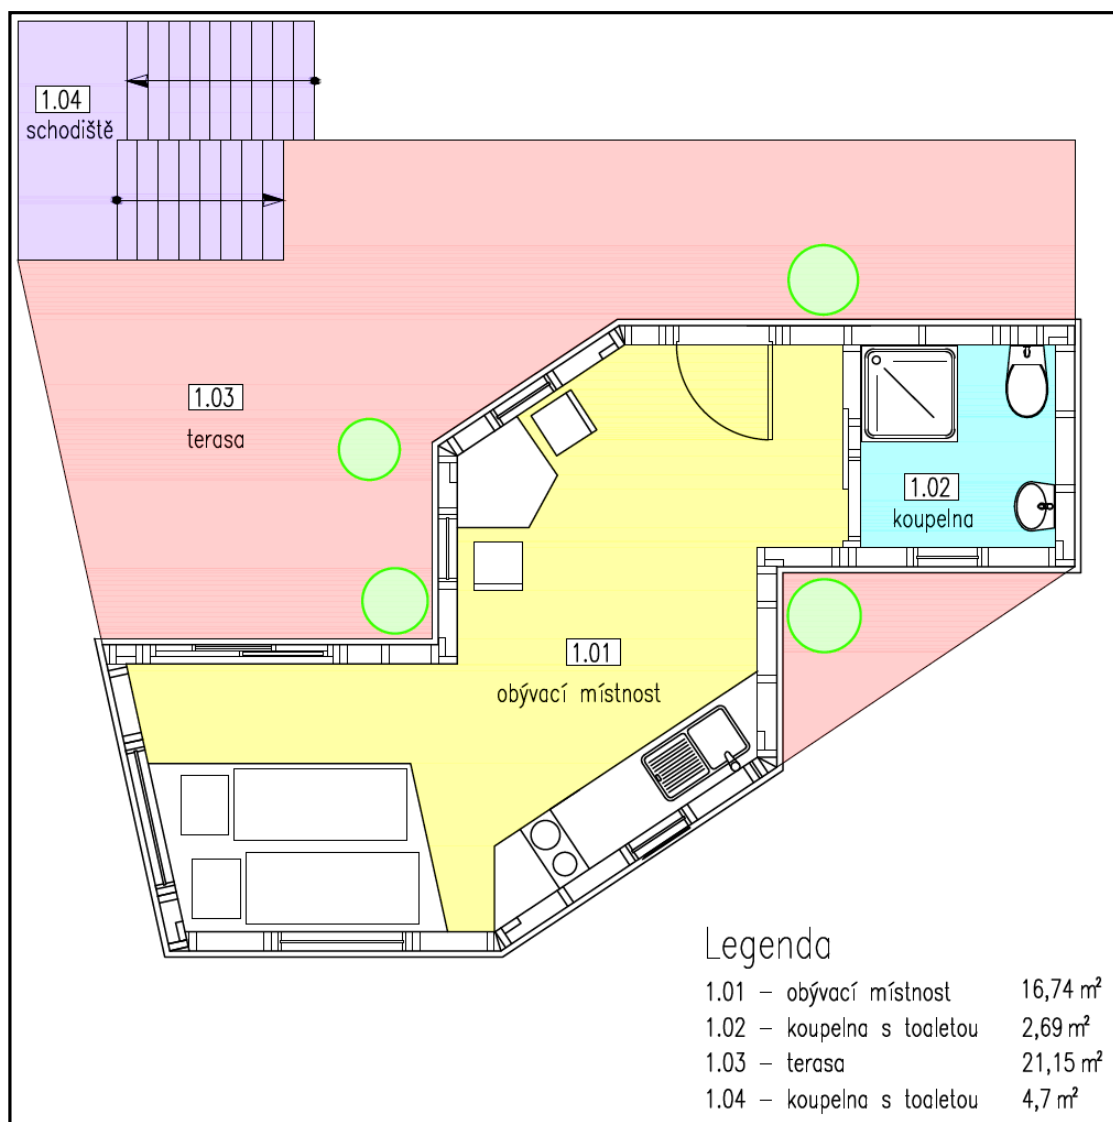 1.04
schodiště
1.03
terasa
1.02
koupelna
1.01
obývací místnost
Legenda
1.01 – obývací místnost 16,74 m²
1.02 – koupelna s toaletou 2,69 m²
1.03 – terasa 21,15 m²
1.04 – koupelna s toaletou 4,7 m²